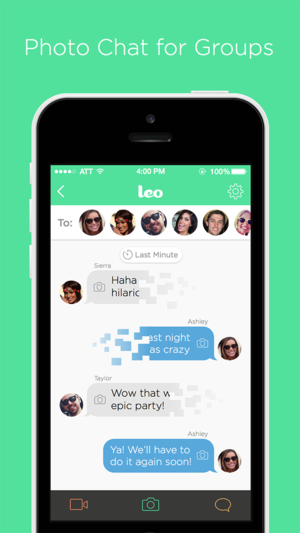 Photo Chat for Groups
ATT 4:00 PM 100%
leo
To:
Last Minute
Sierra
Haha
hilaric
Ashley
ast night
as crazy
Taylor
Wow that w
epic party!
Ashley
Ya! We'll have to
do it again soon!